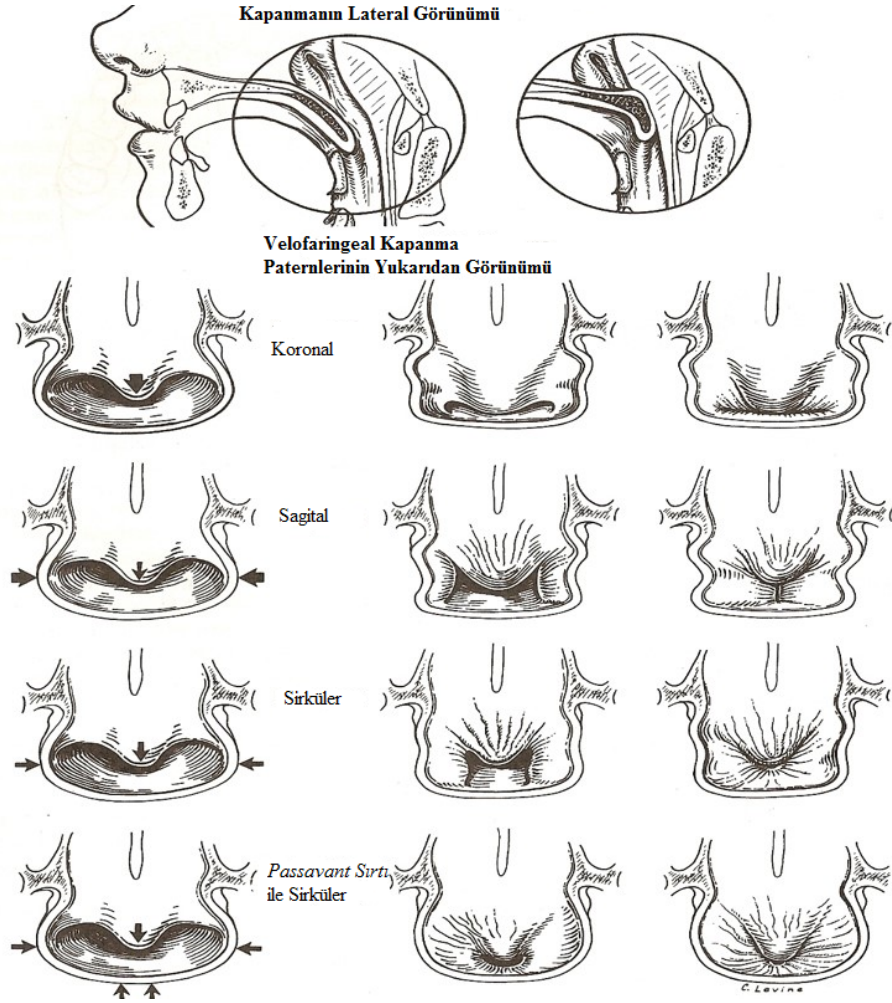 Kapanmanın Lateral Görünümü
Velofaringeal Kapanma
Paternlerinin Yukarıdan Görünümü
Koronal
Sagital
Sirküler
Passavant Sırtı
ile Sirküler
C. Levine